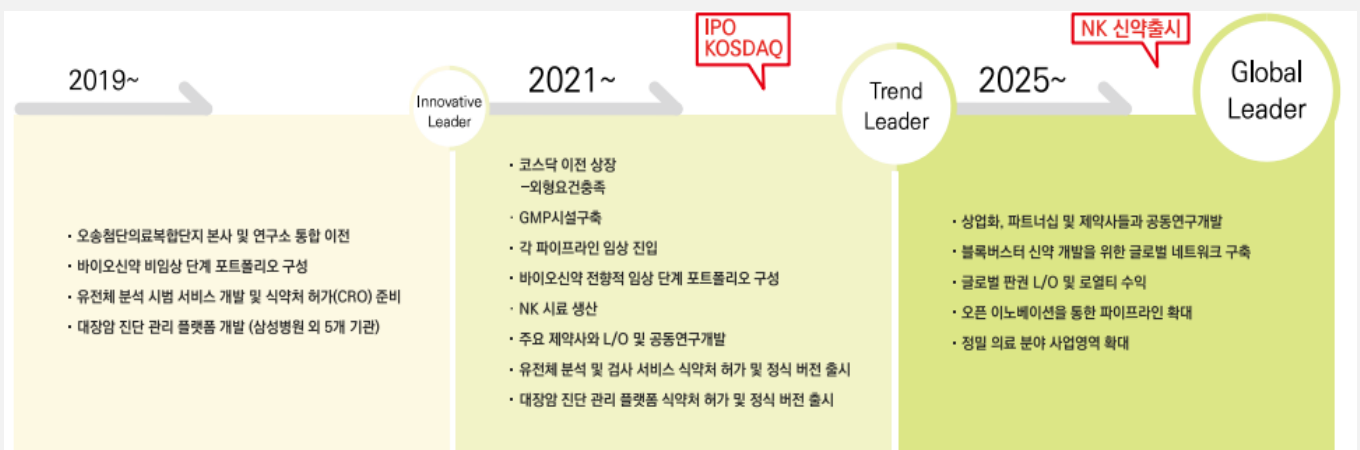 2019~
Innovative
Leader
· 오송첨단의료복합단지 본사 및 연구소 통합 이전
· 바이오신약 비임상 단계 포트폴리오 구성
· 유전체 분석 시범 서비스 개발 및 식약처 허가(CRO) 준비
· 대장암 진단 관리 플랫폼 개발 (삼성병원 외 5개 기관)
2021~
IPO
KOSDAQ
Trend
Leader
· 코스닥 이전 상장
-외형요건충족
· GMP시설구축
· 각 파이프라인 임상 진입
· 바이오신약 전향적 임상 단계 포트폴리오 구성
· NK 시료 생산
· 주요 제약사와 L/O 및 공동연구개발
· 유전체 분석 및 검사 서비스 식약처 허가 및 정식 버전 출시
· 대장암 진단 관리 플랫폼 식약처 허가 및 정식 버전 출시
2025~
NK 신약출시
Global
Leader
· 상업화, 파트너십 및 제약사들과 공동연구개발
· 블록버스터 신약 개발을 위한 글로벌 네트워크 구축
· 글로벌 판권 L/O 및 로열티 수익
· 오픈 이노베이션을 통한 파이프라인 확대
· 정밀 의료 분야 사업영역 확대